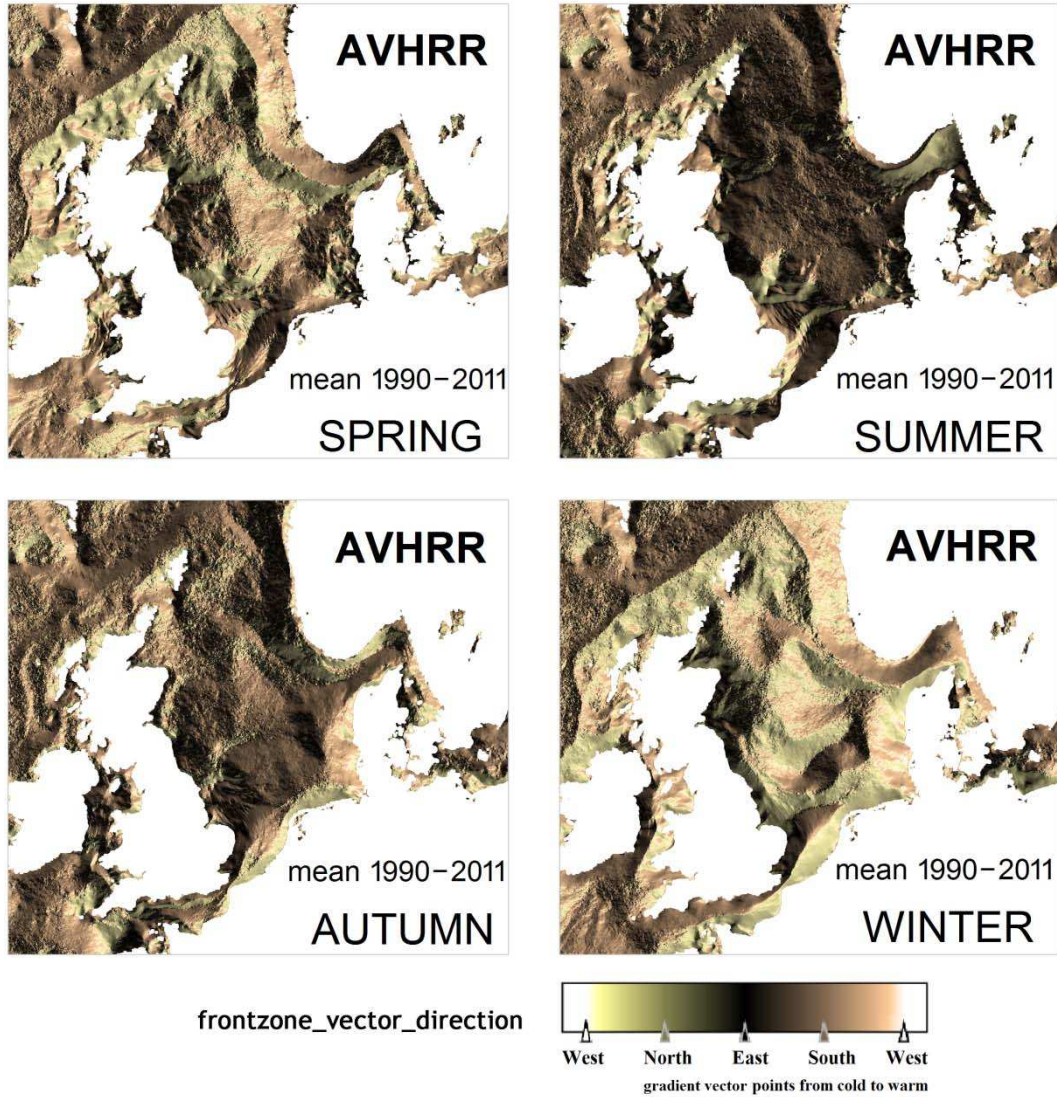 AVHRR
mean 1990-2011
SPRING
AVHRR
mean 1990-2011
SUMMER
AVHRR
mean 1990-2011
AUTUMN
AVHRR
mean 1990-2011
WINTER
frontzone_vector_direction
West North East South West
gradient vector points from cold to warm